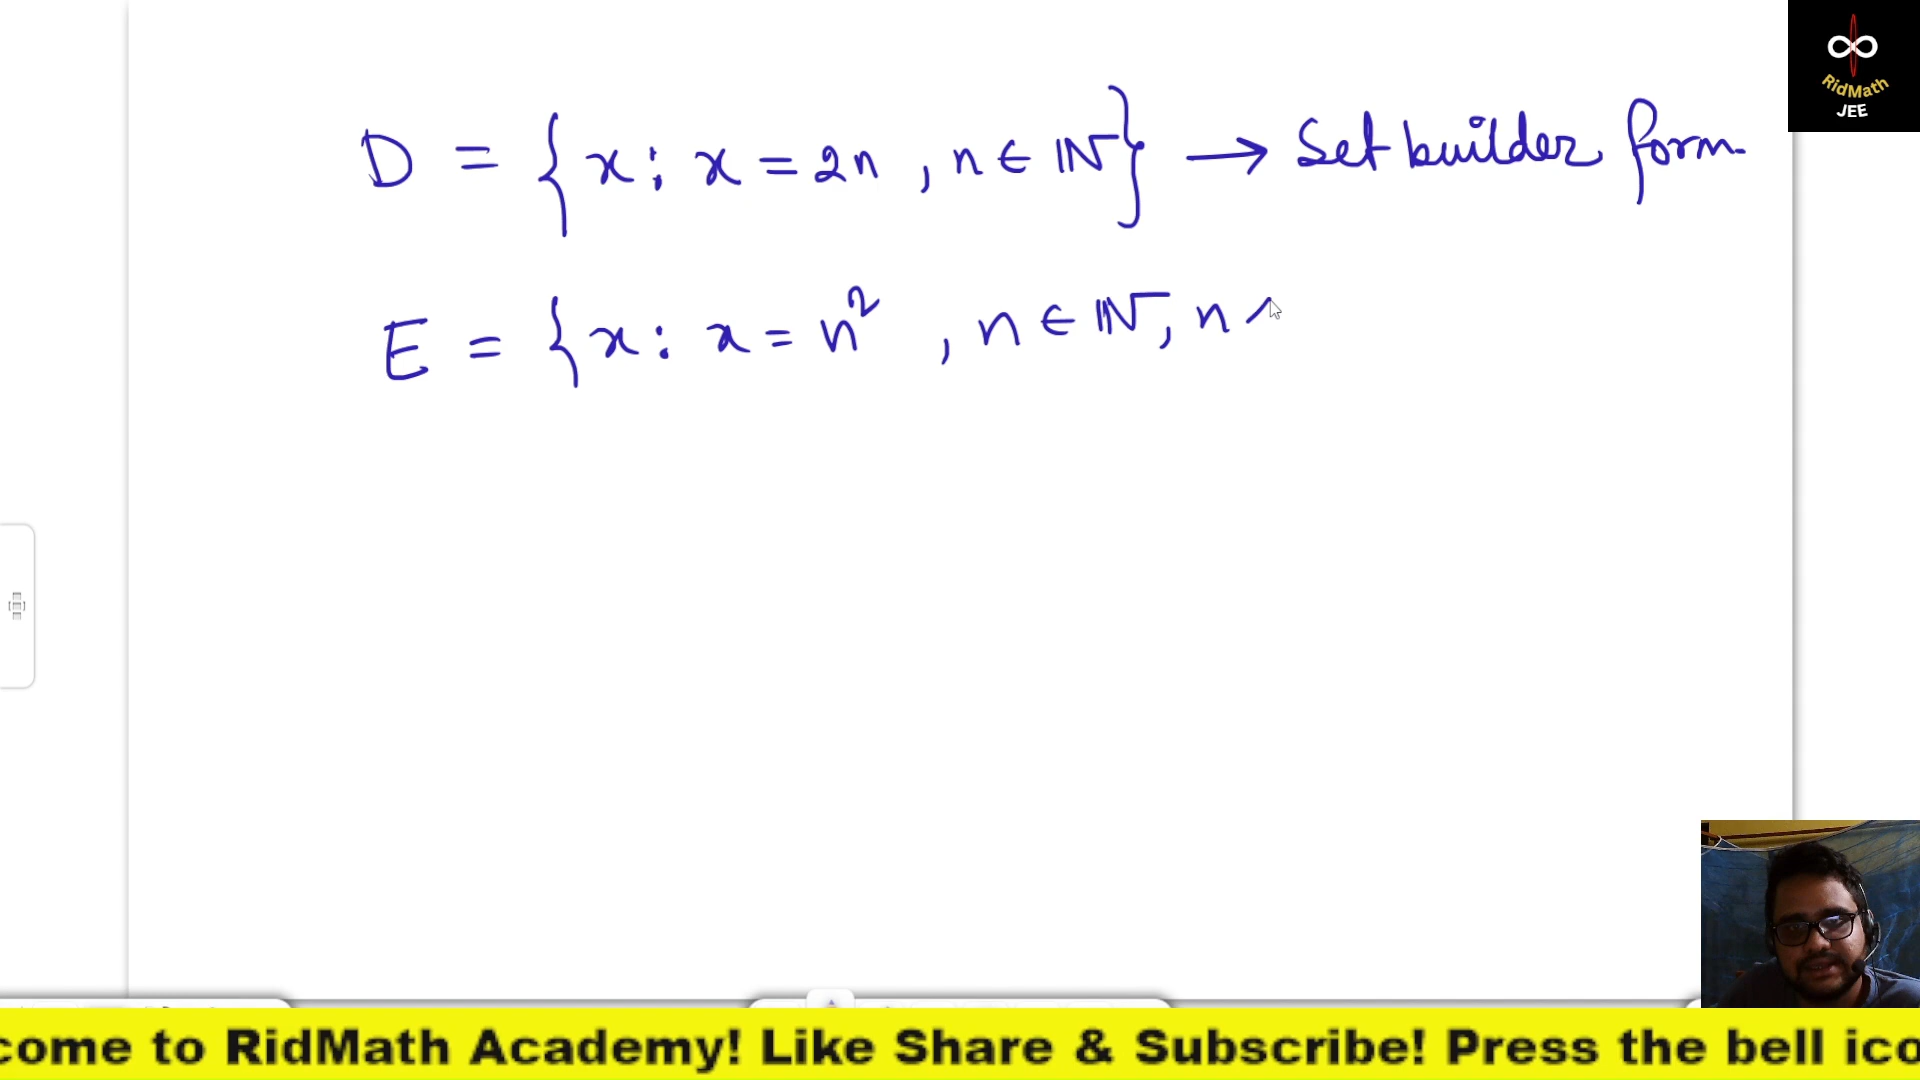 D = {x : x = 2n , n ∈ ℕ} → Set builder form.
E = {x : x = n² , n ∈ ℕ, n
RidMath
JEE
come to RidMath Academy! Like Share & Subscribe! Press the bell ico